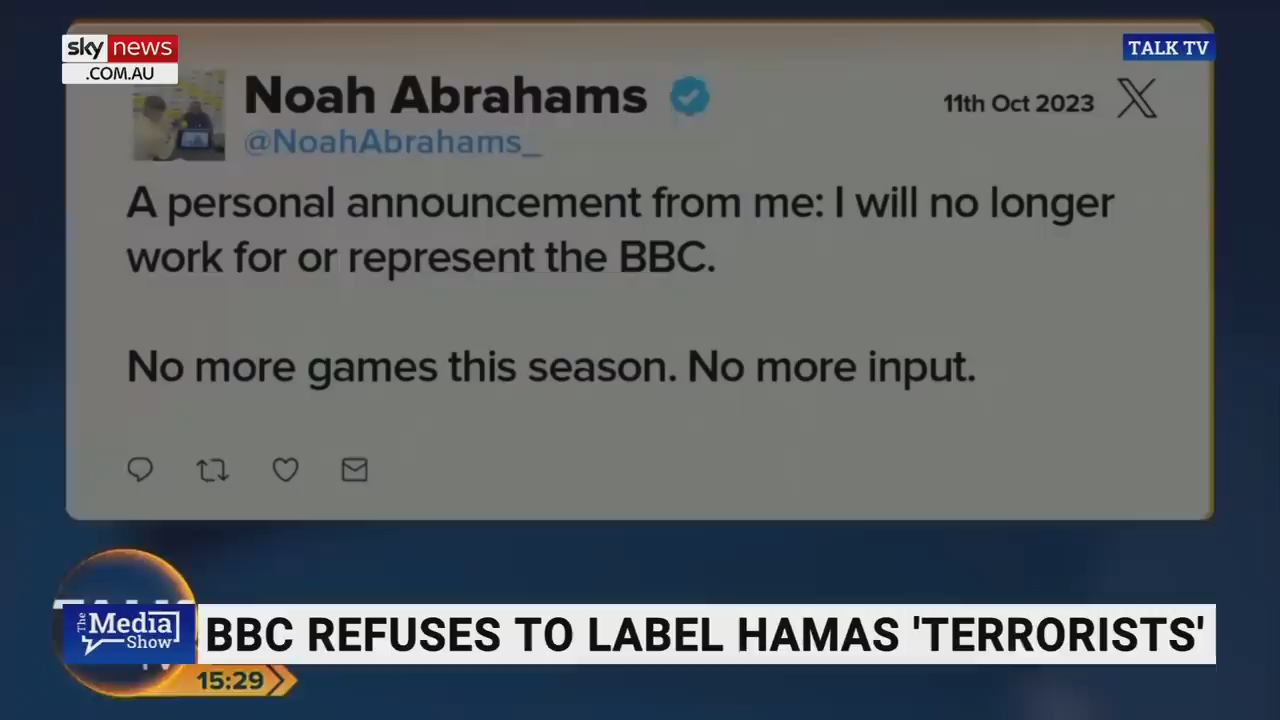 sky news
.COM.AU
TALK TV
Noah Abrahams
11th Oct 2023
@NoahAbrahams_
A personal announcement from me: I will no longer
work for or represent the BBC.
No more games this season. No more input.
The Media Show
BBC REFUSES TO LABEL HAMAS 'TERRORISTS'
15:29